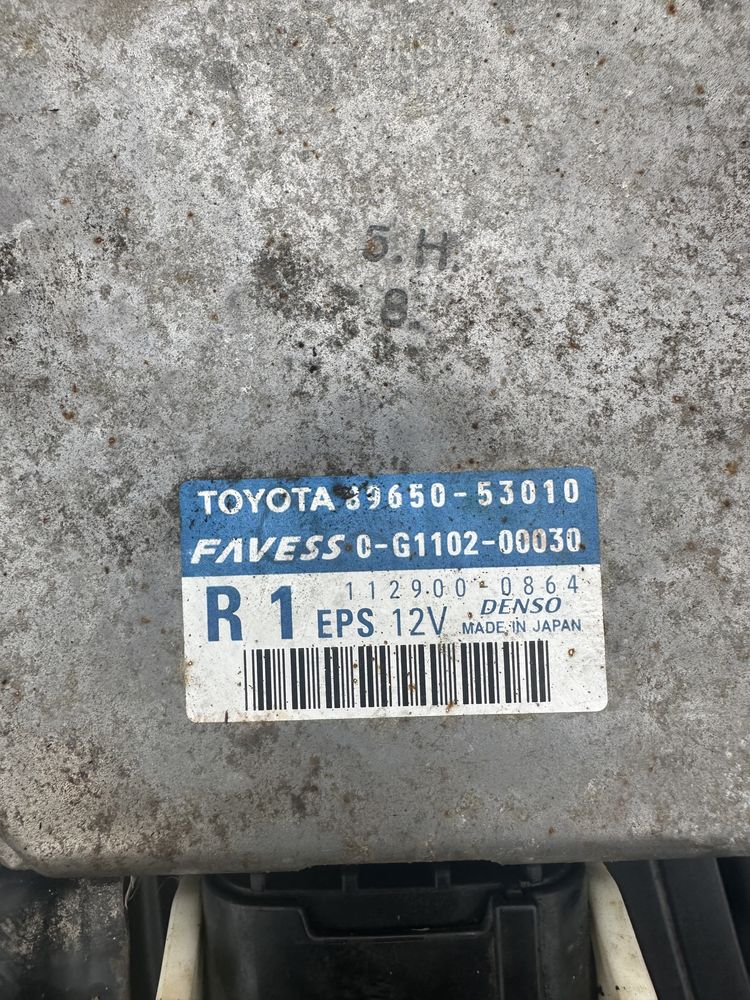 5.H.
8.
TOYOTA 89650-53010
FAVESS 0-G1102-00030
112900-0864
R1 EPS 12V DENSO
MADE IN JAPAN